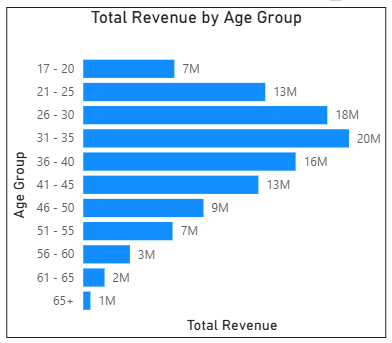 Total Revenue by Age Group
Age Group
17 - 20 7M
21 - 25 13M
26 - 30 18M
31 - 35 20M
36 - 40 16M
41 - 45 13M
46 - 50 9M
51 - 55 7M
56 - 60 3M
61 - 65 2M
65+ 1M
Total Revenue